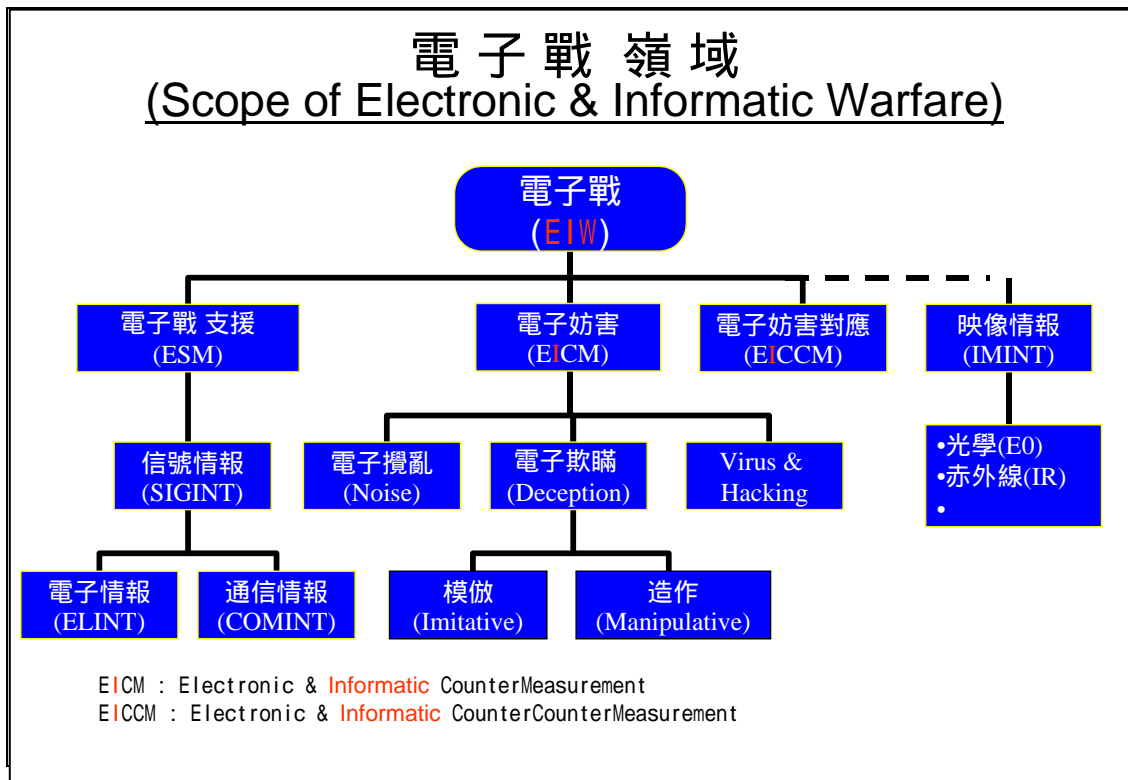 電 子 戰 嶺 域
(Scope of Electronic & Informatic Warfare)
電子戰
(EIW)
電子戰 支援
(ESM)
電子妨害
(EICM)
電子妨害對應
(EICCM)
映像情報
(IMINT)
信號情報
(SIGINT)
電子攪亂
(Noise)
電子欺瞞
(Deception)
Virus &
Hacking
•光學(E0)
•赤外線(IR)
•
電子情報
(ELINT)
通信情報
(COMINT)
模倣
(Imitative)
造作
(Manipulative)
EICM : Electronic & Informatic CounterMeasurement
EICCM : Electronic & Informatic CounterCounterMeasurement